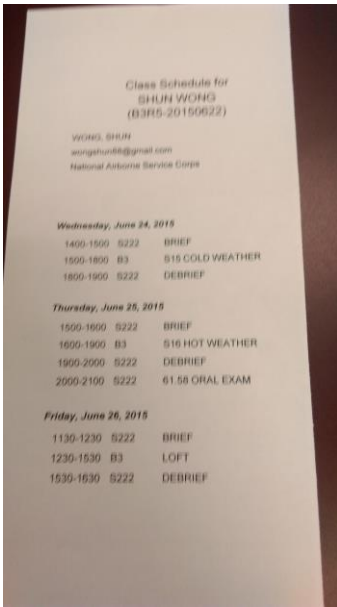 Class Schedule for
SHUN WONG
(B3R5-20150622)
WONG, SHUN
wongshun88@gmail.com
National Airborne Service Corps
Wednesday, June 24, 2015
1400-1500 S222 BRIEF
1500-1800 B3 S15 COLD WEATHER
1800-1900 S222 DEBRIEF
Thursday, June 25, 2015
1500-1600 S222 BRIEF
1600-1900 B3 S16 HOT WEATHER
1900-2000 S222 DEBRIEF
2000-2100 S222 61.58 ORAL EXAM
Friday, June 26, 2015
1130-1230 S222 BRIEF
1230-1530 B3 LOFT
1530-1630 S222 DEBRIEF